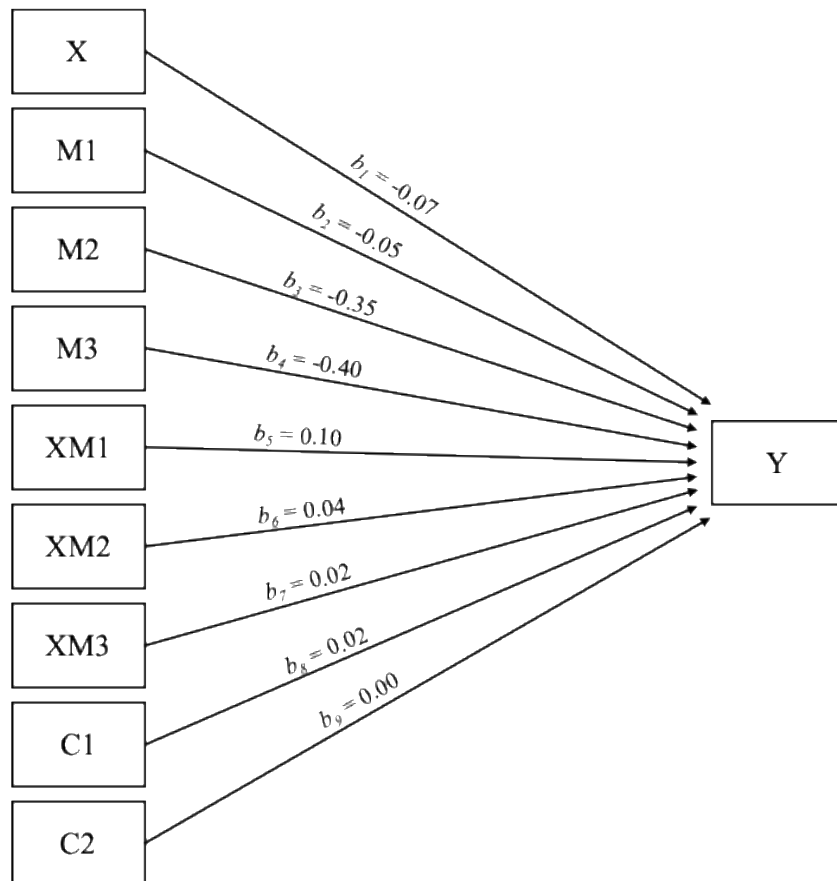 X
b₁ = -0.07
M1
b₂ = -0.05
M2
b₃ = -0.35
M3
b₄ = -0.40
XM1
b₅ = 0.10
Y
XM2
b₆ = 0.04
XM3
b₇ = 0.02
C1
b₈ = 0.02
C2
b₉ = 0.00